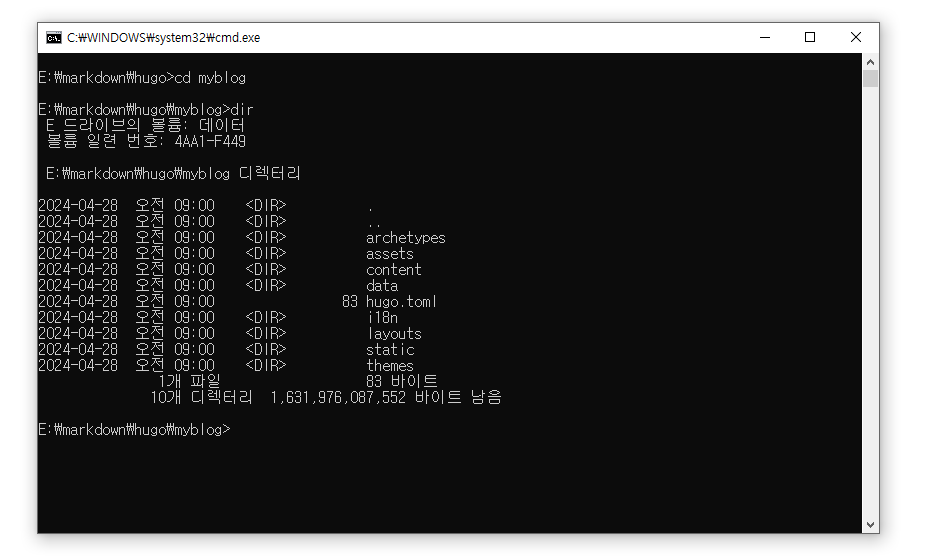 C:₩WINDOWS₩system32₩cmd.exe
E:₩markdown₩hugo>cd myblog
E:₩markdown₩hugo₩myblog>dir
E 드라이브의 볼륨: 데이터
볼륨 일련 번호: 4AA1-F449
E:₩markdown₩hugo₩myblog 디렉터리
2024-04-28 오전 09:00 <DIR> .
2024-04-28 오전 09:00 <DIR> ..
2024-04-28 오전 09:00 <DIR> archetypes
2024-04-28 오전 09:00 <DIR> assets
2024-04-28 오전 09:00 <DIR> content
2024-04-28 오전 09:00 <DIR> data
2024-04-28 오전 09:00 83 hugo.toml
2024-04-28 오전 09:00 <DIR> i18n
2024-04-28 오전 09:00 <DIR> layouts
2024-04-28 오전 09:00 <DIR> static
2024-04-28 오전 09:00 <DIR> themes
1개 파일 83 바이트
10개 디렉터리 1,631,976,087,552 바이트 남음
E:₩markdown₩hugo₩myblog>